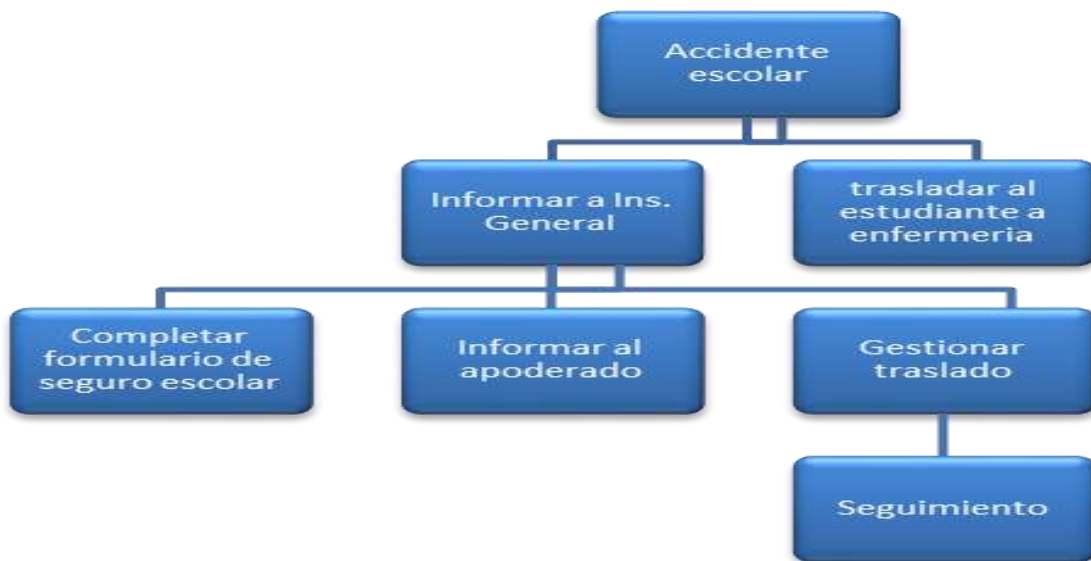 Accidente
escolar
Informar a Ins.
General
trasladar al
estudiante a
enfermeria
Completar
formulario de
seguro escolar
Informar al
apoderado
Gestionar
traslado
Seguimiento